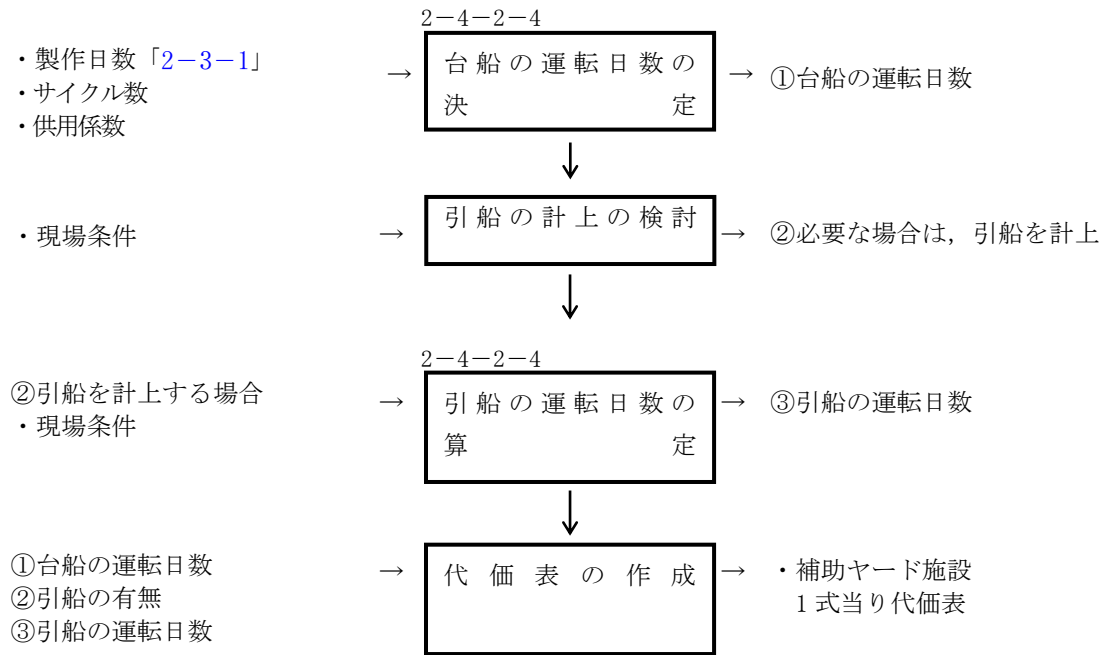 2－4－2－4
・製作日数「2－3－1」
・サイクル数
・供用係数
→
台船の運転日数の
決定
→ ①台船の運転日数
↓
・現場条件
→
引船の計上の検討
→ ②必要な場合は，引船を計上
↓
2－4－2－4
②引船を計上する場合
・現場条件
→
引船の運転日数の
算定
→ ③引船の運転日数
↓
①台船の運転日数
②引船の有無
③引船の運転日数
→
代価表の作成
→ ・補助ヤード施設
1式当り代価表